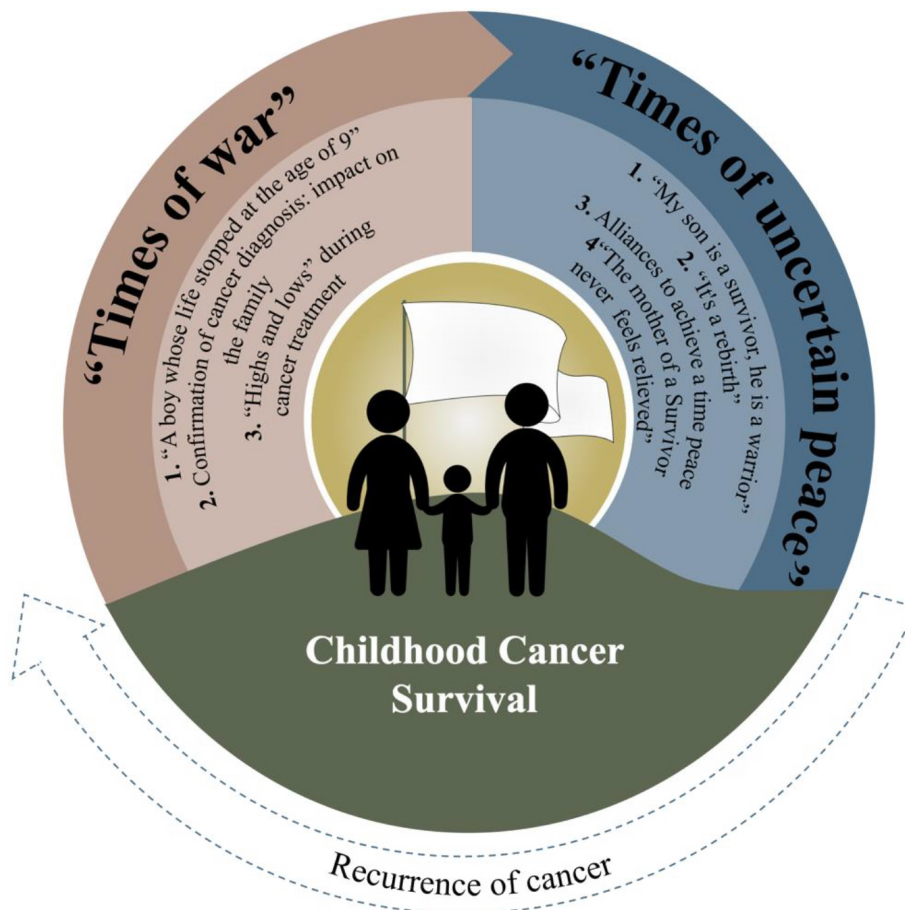 “Times of war”
1. “A boy whose life stopped at the age of 9”
2. Confirmation of cancer diagnosis: impact on
the family
3. “Highs and lows” during
cancer treatment
“Times of uncertain peace”
1. “My son is a survivor, he is a warrior”
2. “It's a rebirth”
3. Alliances to achieve a time peace
4“The mother of a Survivor
never feels relieved”
Childhood Cancer
Survival
Recurrence of cancer